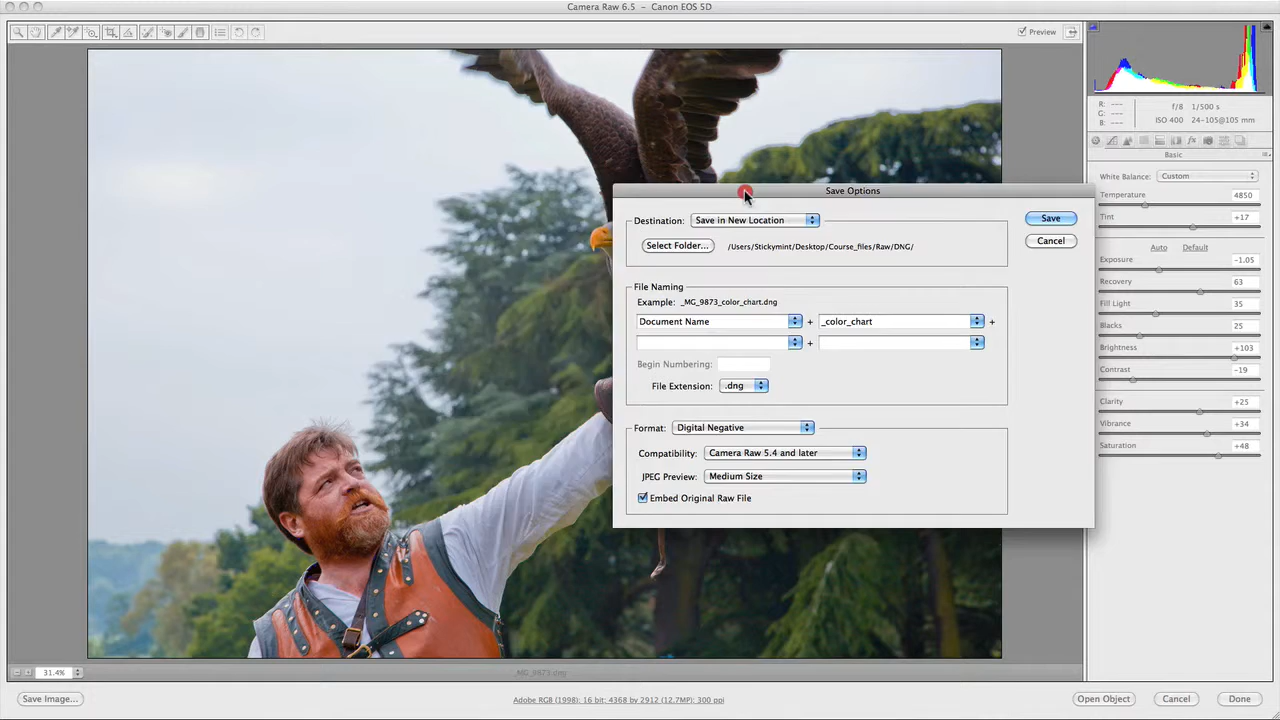 Camera Raw 6.5 - Canon EOS 5D
Preview
R: ---
G: ---
B: ---
f/8 1/500 s
ISO 400 24-105@105 mm
Basic
White Balance: Custom
Temperature 4850
Tint +17
Auto Default
Exposure -1.05
Recovery 63
Fill Light 35
Blacks 25
Brightness +103
Contrast -19
Clarity +25
Vibrance +34
Saturation +48
Save Options
Destination: Save in New Location
Save
Select Folder... /Users/Stickymint/Desktop/Course_files/Raw/DNG/
Cancel
File Naming
Example: _MG_9873_color_chart.dng
Document Name + _color_chart +
+
Begin Numbering:
File Extension: .dng
Format: Digital Negative
Compatibility: Camera Raw 5.4 and later
JPEG Preview: Medium Size
Embed Original Raw File
31.4%
_MG_9873.dng
Save Image...
Adobe RGB (1998); 16 bit; 4368 by 2912 (12.7MP); 300 ppi
Open Object
Cancel
Done